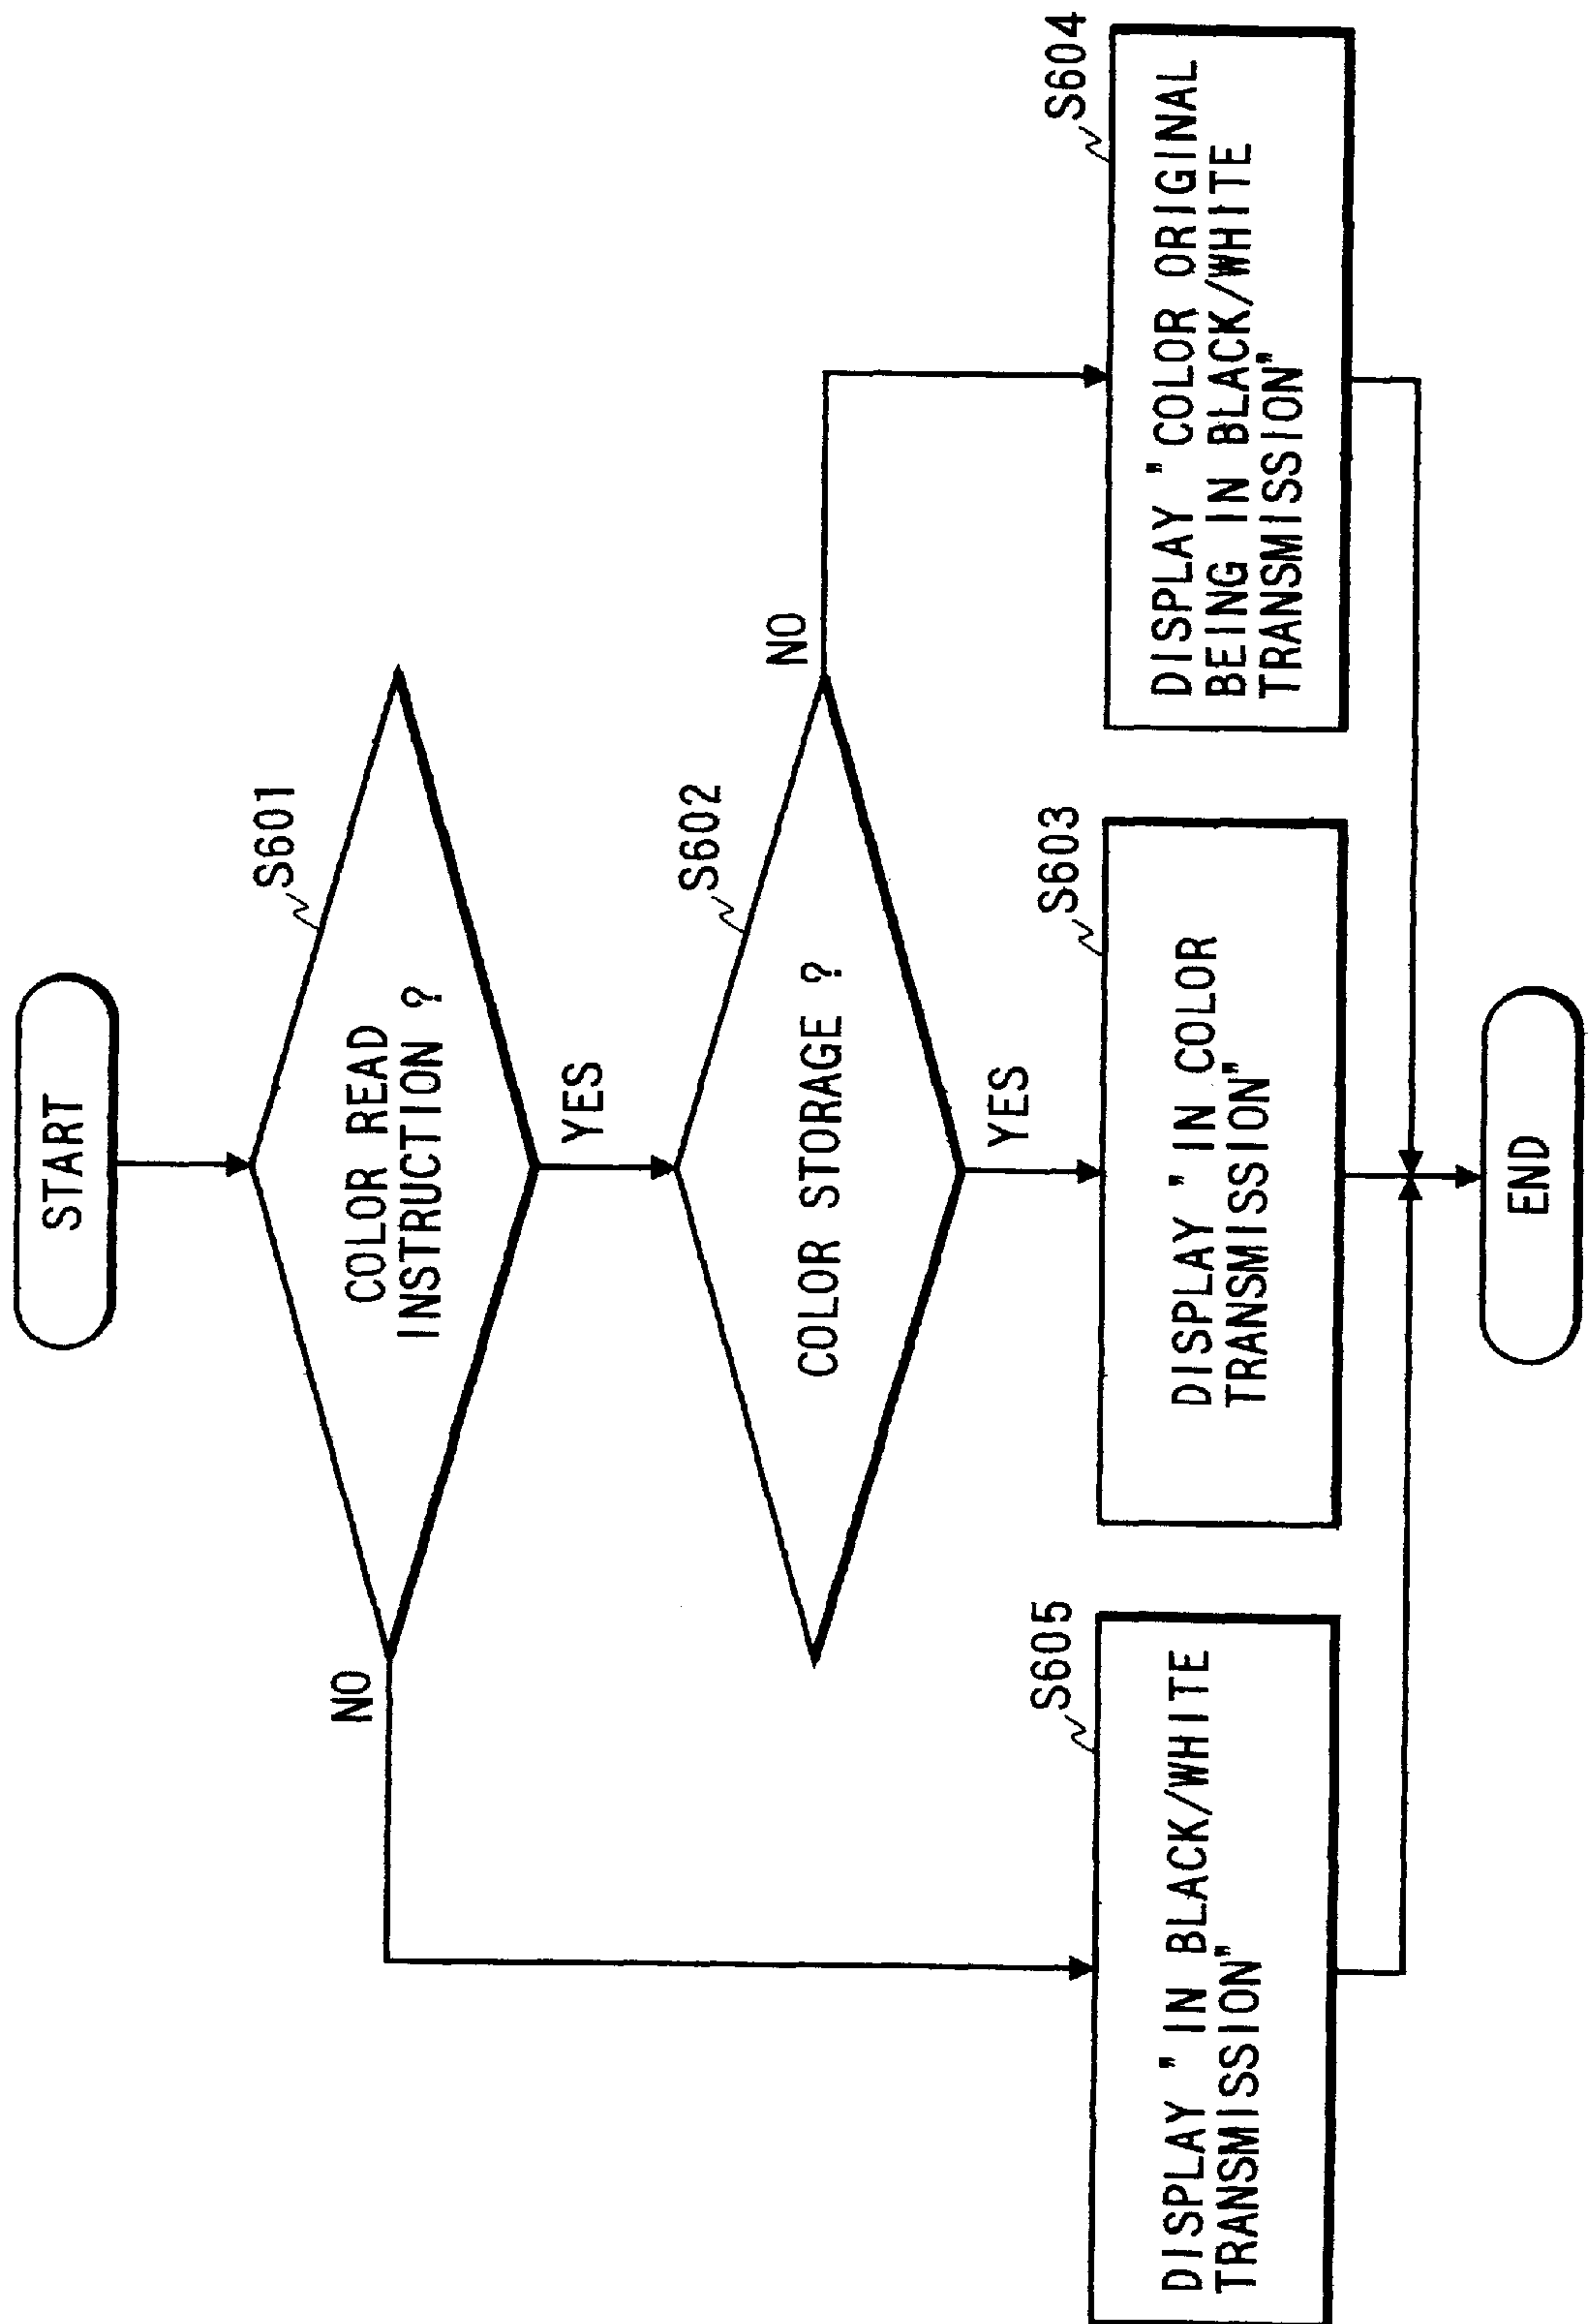 START
S601
COLOR READ
INSTRUCTION ?
NO
YES
S602
COLOR STORAGE ?
NO
YES
S605
DISPLAY "IN BLACK/WHITE
TRANSMISSION"
S603
DISPLAY "IN COLOR
TRANSMISSION"
S604
DISPLAY "COLOR ORIGINAL
BEING IN BLACK/WHITE
TRANSMISSION"
END